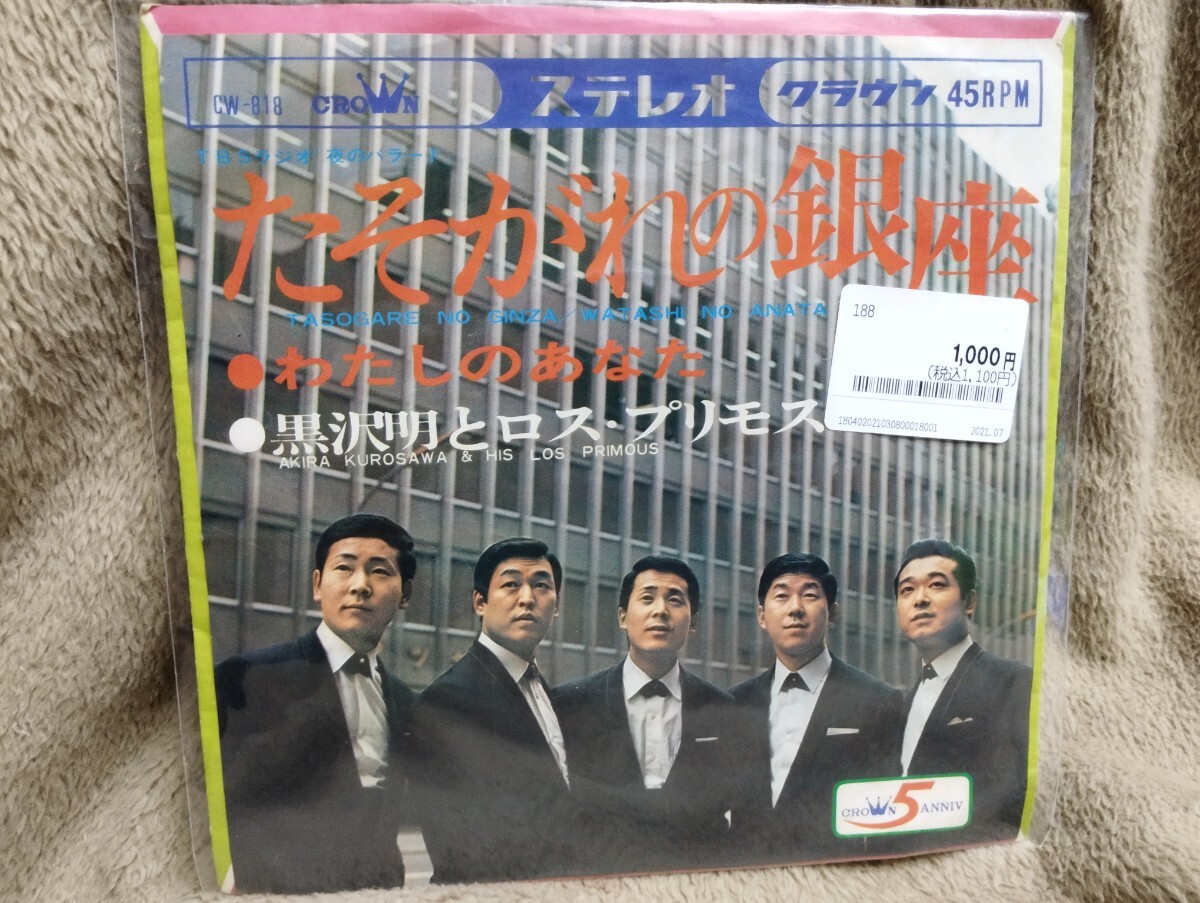 CW-818 CROWN ステレオ クラウン 45RPM
TBSラジオ 夜のバラード
たそがれの銀座
TASOGARE NO GINZA/WATASHI NO ANATA
●わたしのあなた
●黒沢明とロス・プリモス
AKIRA KUROSAWA & HIS LOS PRIMOUS
188
1,000円
(税込1,100円)
180402021030800018001 2021.07
CROWN 5 ANNIV.